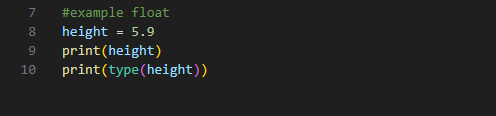 7 #example float
8 height = 5.9
9 print(height)
10 print(type(height))